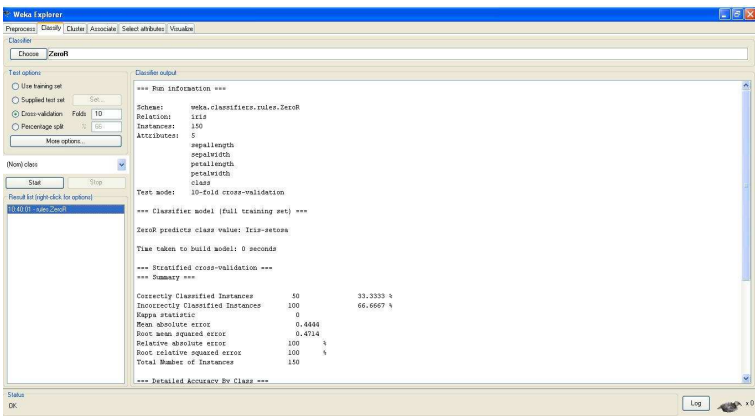 Weka Explorer
Preprocess Classify Cluster Associate Select attributes Visualize
Classifier
Choose ZeroR
Test options
Use training set
Supplied test set Set...
Cross-validation Folds 10
Percentage split % 66
More options...
(Nom) class
Start Stop
Result list (right-click for options)
10:40:01 - rules.ZeroR
Classifier output
=== Run information ===
Scheme: weka.classifiers.rules.ZeroR
Relation: iris
Instances: 150
Attributes: 5
sepallength
sepalwidth
petallength
petalwidth
class
Test mode: 10-fold cross-validation
=== Classifier model (full training set) ===
ZeroR predicts class value: Iris-setosa
Time taken to build model: 0 seconds
=== Stratified cross-validation ===
=== Summary ===
Correctly Classified Instances 50 33.3333 %
Incorrectly Classified Instances 100 66.6667 %
Kappa statistic 0
Mean absolute error 0.4444
Root mean squared error 0.4714
Relative absolute error 100 %
Root relative squared error 100 %
Total Number of Instances 150
=== Detailed Accuracy By Class ===
Status
OK
Log
x 0